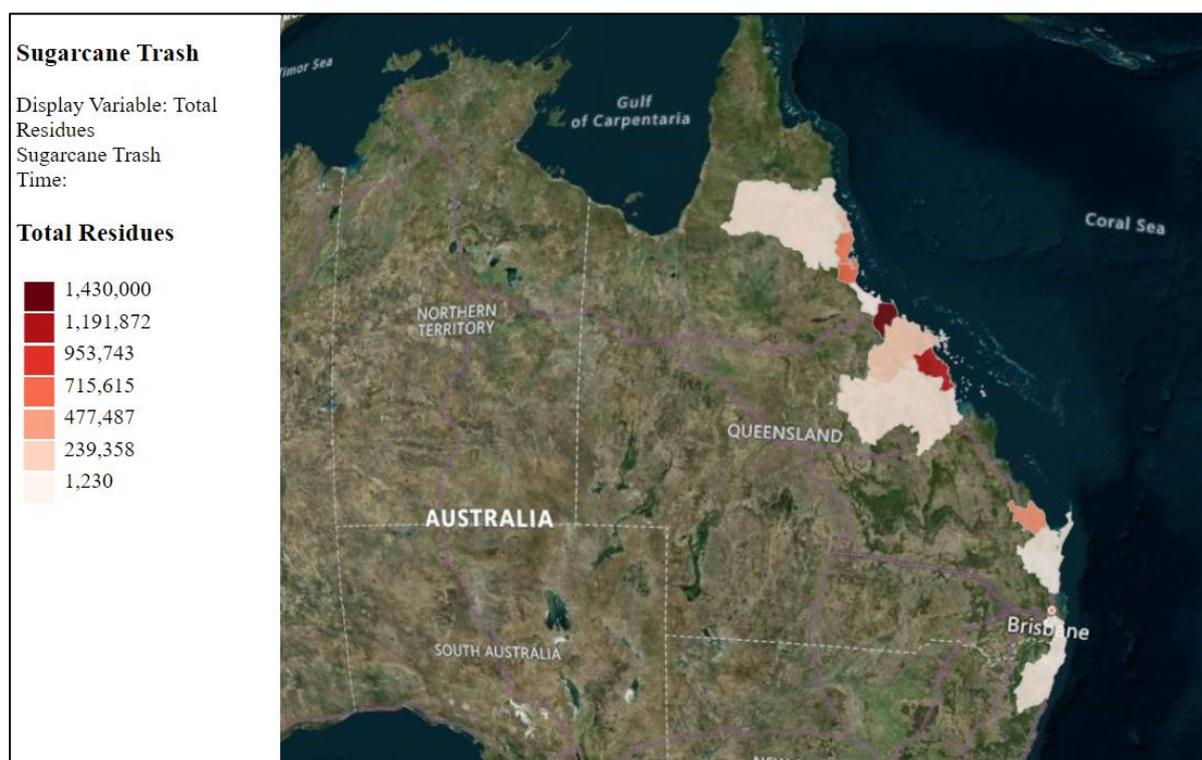 Sugarcane Trash
Display Variable: Total
Residues
Sugarcane Trash
Time:
Total Residues
1,430,000
1,191,872
953,743
715,615
477,487
239,358
1,230
Timor Sea
Gulf
of Carpentaria
Coral Sea
NORTHERN
TERRITORY
QUEENSLAND
AUSTRALIA
Brisbane
SOUTH AUSTRALIA